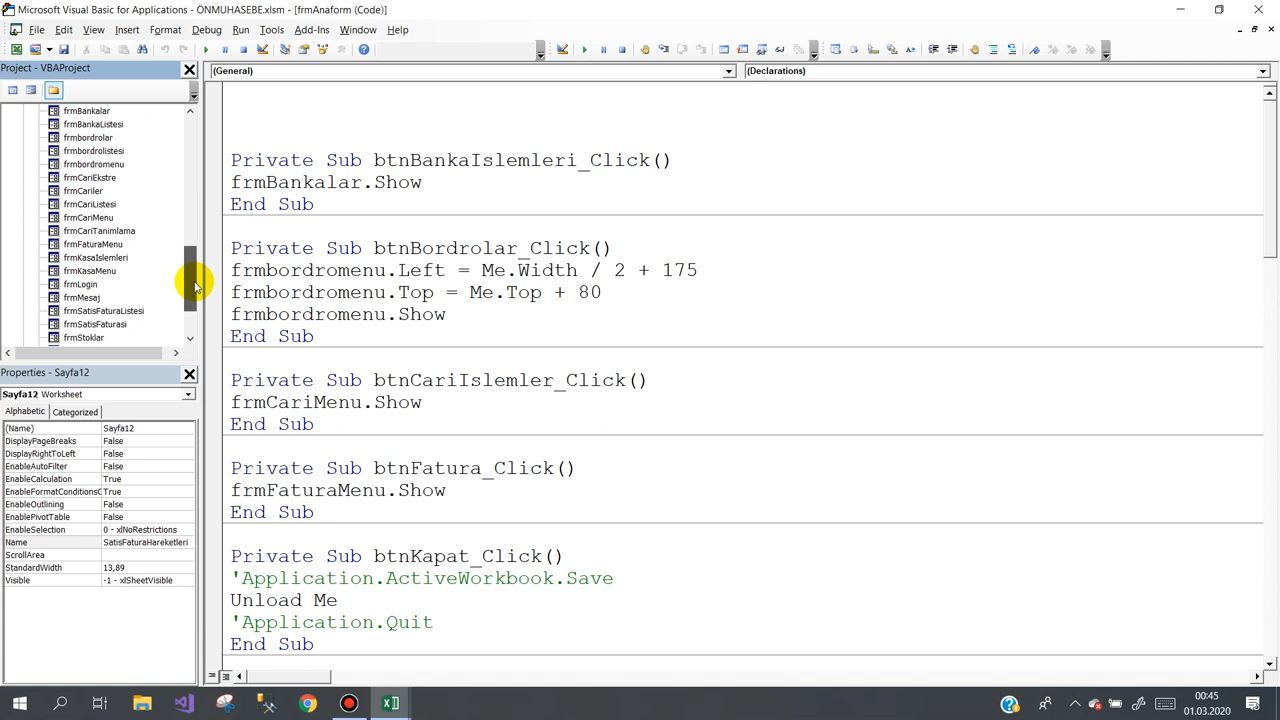 Microsoft Visual Basic for Applications - ÖNMUHASEBE.xlsm - [frmAnaform (Code)]
File Edit View Insert Format Debug Run Tools Add-Ins Window Help
Project - VBAProject
(General)
(Declarations)
frmBankalar
frmBankaListesi
frmbordrolar
frmbordrolistesi
frmbordromenu
frmCariEkstre
frmCariler
frmCariListesi
frmCariMenu
frmCariTanimlama
frmFaturaMenu
frmKasaIslemleri
frmKasaMenu
frmLogin
frmMesaj
frmSatisFaturaListesi
frmSatisFaturasi
frmStoklar
Private Sub btnBankaIslemleri_Click()
frmBankalar.Show
End Sub
Private Sub btnBordrolar_Click()
frmbordromenu.Left = Me.Width / 2 + 175
frmbordromenu.Top = Me.Top + 80
frmbordromenu.Show
End Sub
Private Sub btnCariIslemler_Click()
frmCariMenu.Show
End Sub
Private Sub btnFatura_Click()
frmFaturaMenu.Show
End Sub
Private Sub btnKapat_Click()
'Application.ActiveWorkbook.Save
Unload Me
'Application.Quit
End Sub
Properties - Sayfa12
Sayfa12 Worksheet
Alphabetic Categorized
(Name) Sayfa12
DisplayPageBreaks False
DisplayRightToLeft False
EnableAutoFilter False
EnableCalculation True
EnableFormatConditionsC True
EnableOutlining False
EnablePivotTable False
EnableSelection 0 - xlNoRestrictions
Name SatisFaturaHareketleri
ScrollArea
StandardWidth 13,89
Visible -1 - xlSheetVisible
00:45
01.03.2020